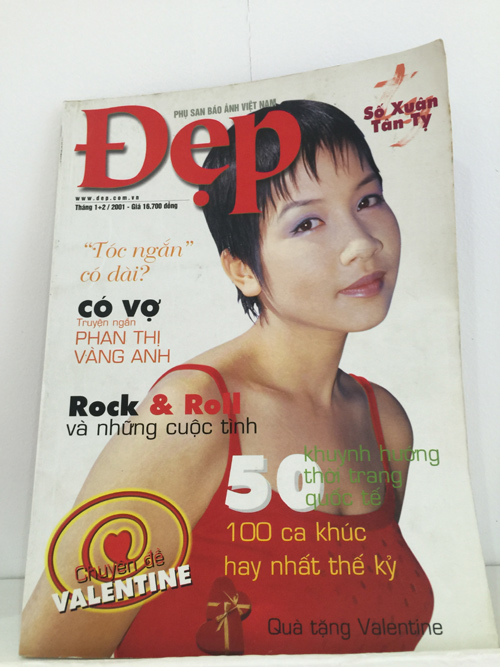 PHỤ SAN BÁO ẢNH VIỆT NAM
Đẹp
Số Xuân
Tân Tỵ
www.dep.com.vn
Tháng 1+2 / 2001 - Giá 16.700 đồng
"Tóc ngắn"
có dài?
CÓ VỢ
Truyện ngắn
PHAN THỊ
VÀNG ANH
Rock & Roll
và những cuộc tình
50 khuynh hướng
thời trang
quốc tế
100 ca khúc
hay nhất thế kỷ
Chuyên đề
VALENTINE
Quà tặng Valentine